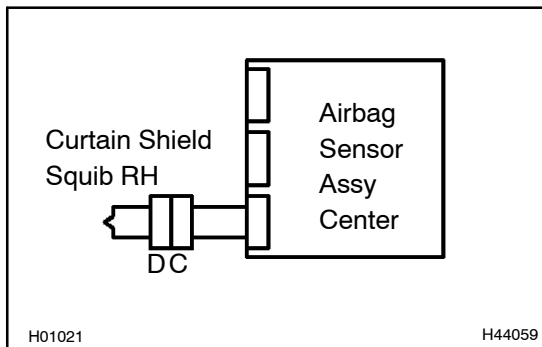 Airbag
Sensor
Assy
Center
Curtain Shield
Squib RH
D C
H01021
H44059